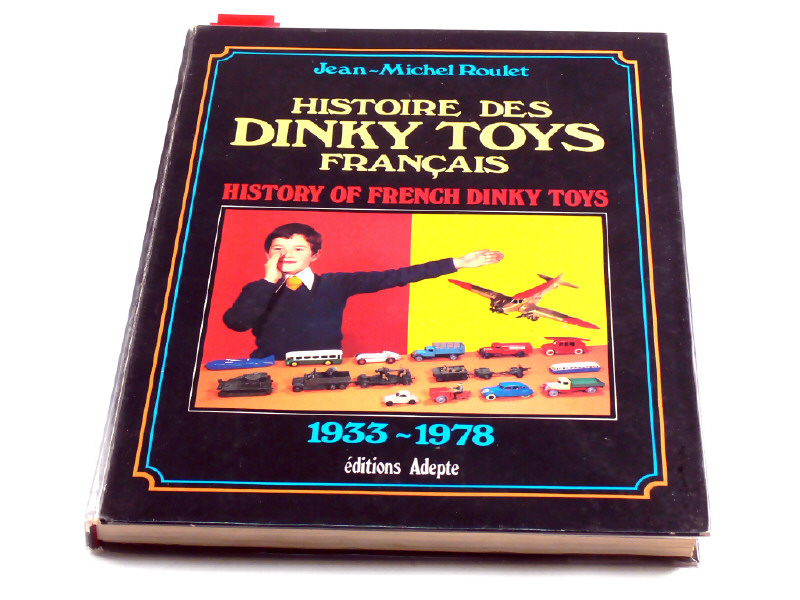 Jean-Michel Roulet
HISTOIRE DES
DINKY TOYS
FRANÇAIS
HISTORY OF FRENCH DINKY TOYS
1933-1978
éditions Adepte